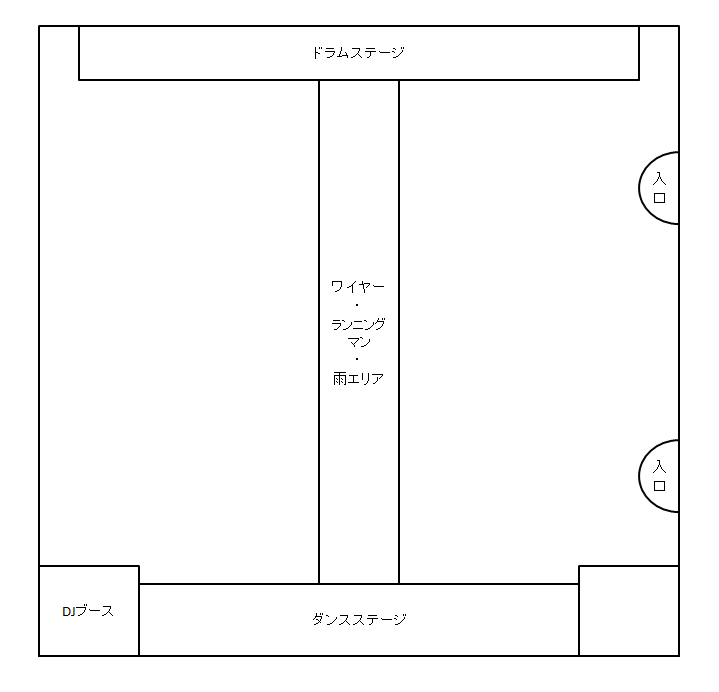 ドラムステージ
入
口
ワイヤー
・
ランニング
マン
・
雨エリア
入
口
DJブース
ダンスステージ